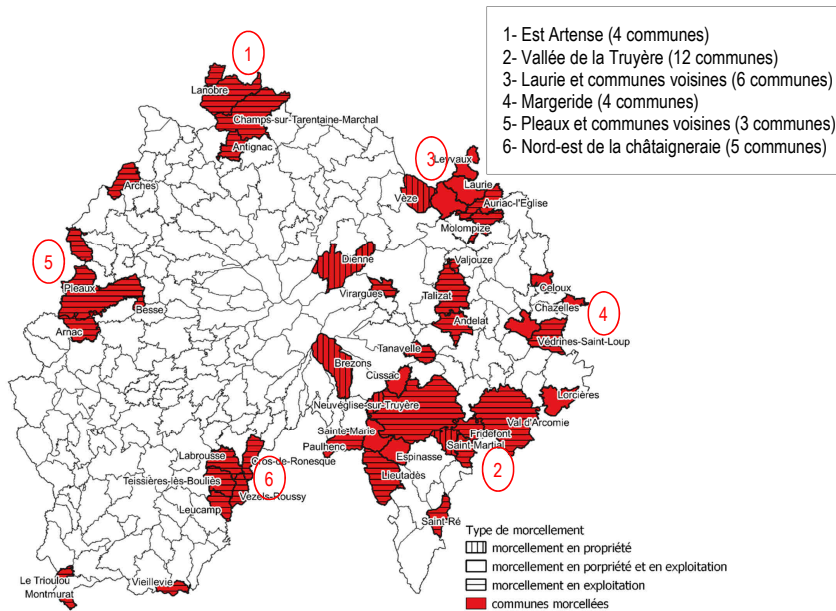 1- Est Artense (4 communes)
2- Vallée de la Truyère (12 communes)
3- Laurie et communes voisines (6 communes)
4- Margeride (4 communes)
5- Pleaux et communes voisines (3 communes)
6- Nord-est de la châtaigneraie (5 communes)
1
Lanobre
Champs-sur-Tarentaine-Marchal
Antignac
3
Leyvaux
Arches
Vèze
Laurie
Auriac-l'Eglise
Molompize
5
Dienne
Valjouze
Pleaux
Virargues
Talizat
Celoux
Besse
Chazelles
4
Arnac
Andelat
Védrines-Saint-Loup
Tanavelle
Brezons
Cussac
Lorcières
Neuvéglise-sur-Truyère
Val d'Arcomie
Sainte-Marie
Fridefont
Paulhenc
Saint-Martial
Labrousse
Espinasse
Cros-de-Ronesque
2
Teissières-lès-Bouliès
6
Lieutadès
Vezels-Roussy
Leucamp
Saint-Ré
Type de morcellement
morcellement en propriété
morcellement en porpriété et en exploitation
morcellement en exploitation
communes morcellées
Le Trioulou
Vieillevie
Montmurat